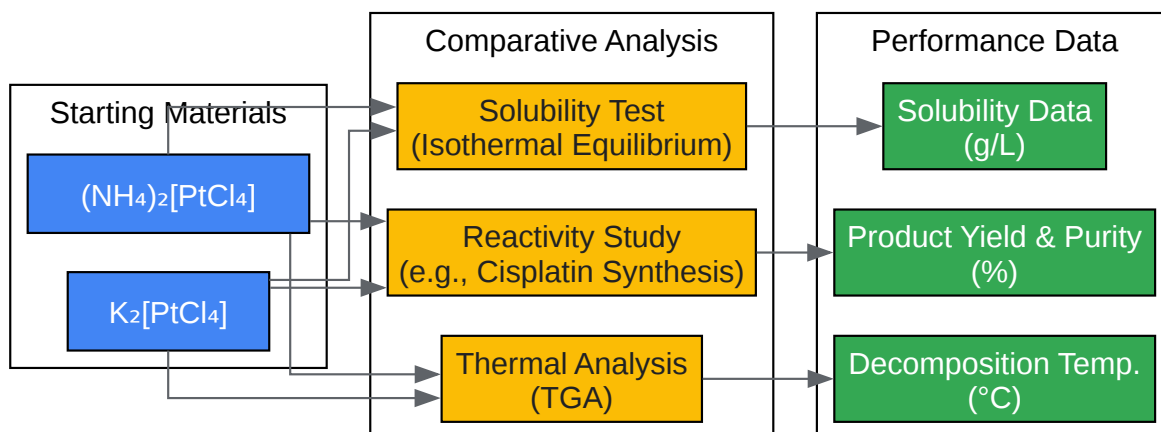 Starting Materials
(NH₄)₂[PtCl₄]
K₂[PtCl₄]
Comparative Analysis
Solubility Test
(Isothermal Equilibrium)
Reactivity Study
(e.g., Cisplatin Synthesis)
Thermal Analysis
(TGA)
Performance Data
Solubility Data
(g/L)
Product Yield & Purity
(%)
Decomposition Temp.
(°C)